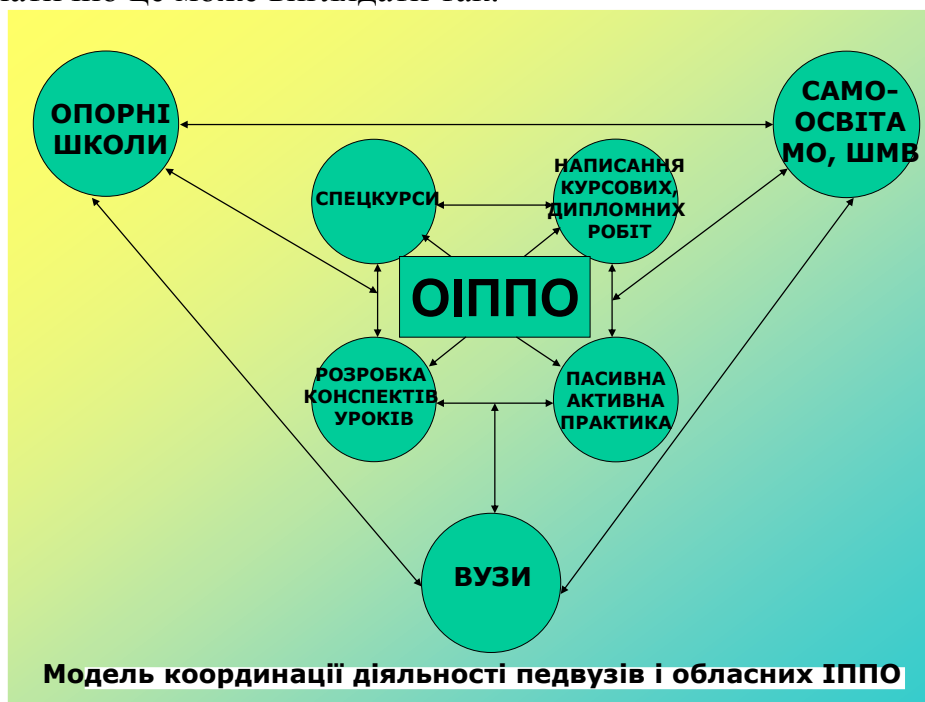 ОПОРНІ
ШКОЛИ
САМО-
ОСВІТА
МО, ШМВ
СПЕЦКУРСИ
НАПИСАННЯ
КУРСОВИХ,
ДИПЛОМНИХ
РОБІТ
ОІППО
РОЗРОБКА
КОНСПЕКТІВ
УРОКІВ
ПАСИВНА
АКТИВНА
ПРАКТИКА
ВУЗИ
Модель координації діяльності педвузів і обласних ІППО